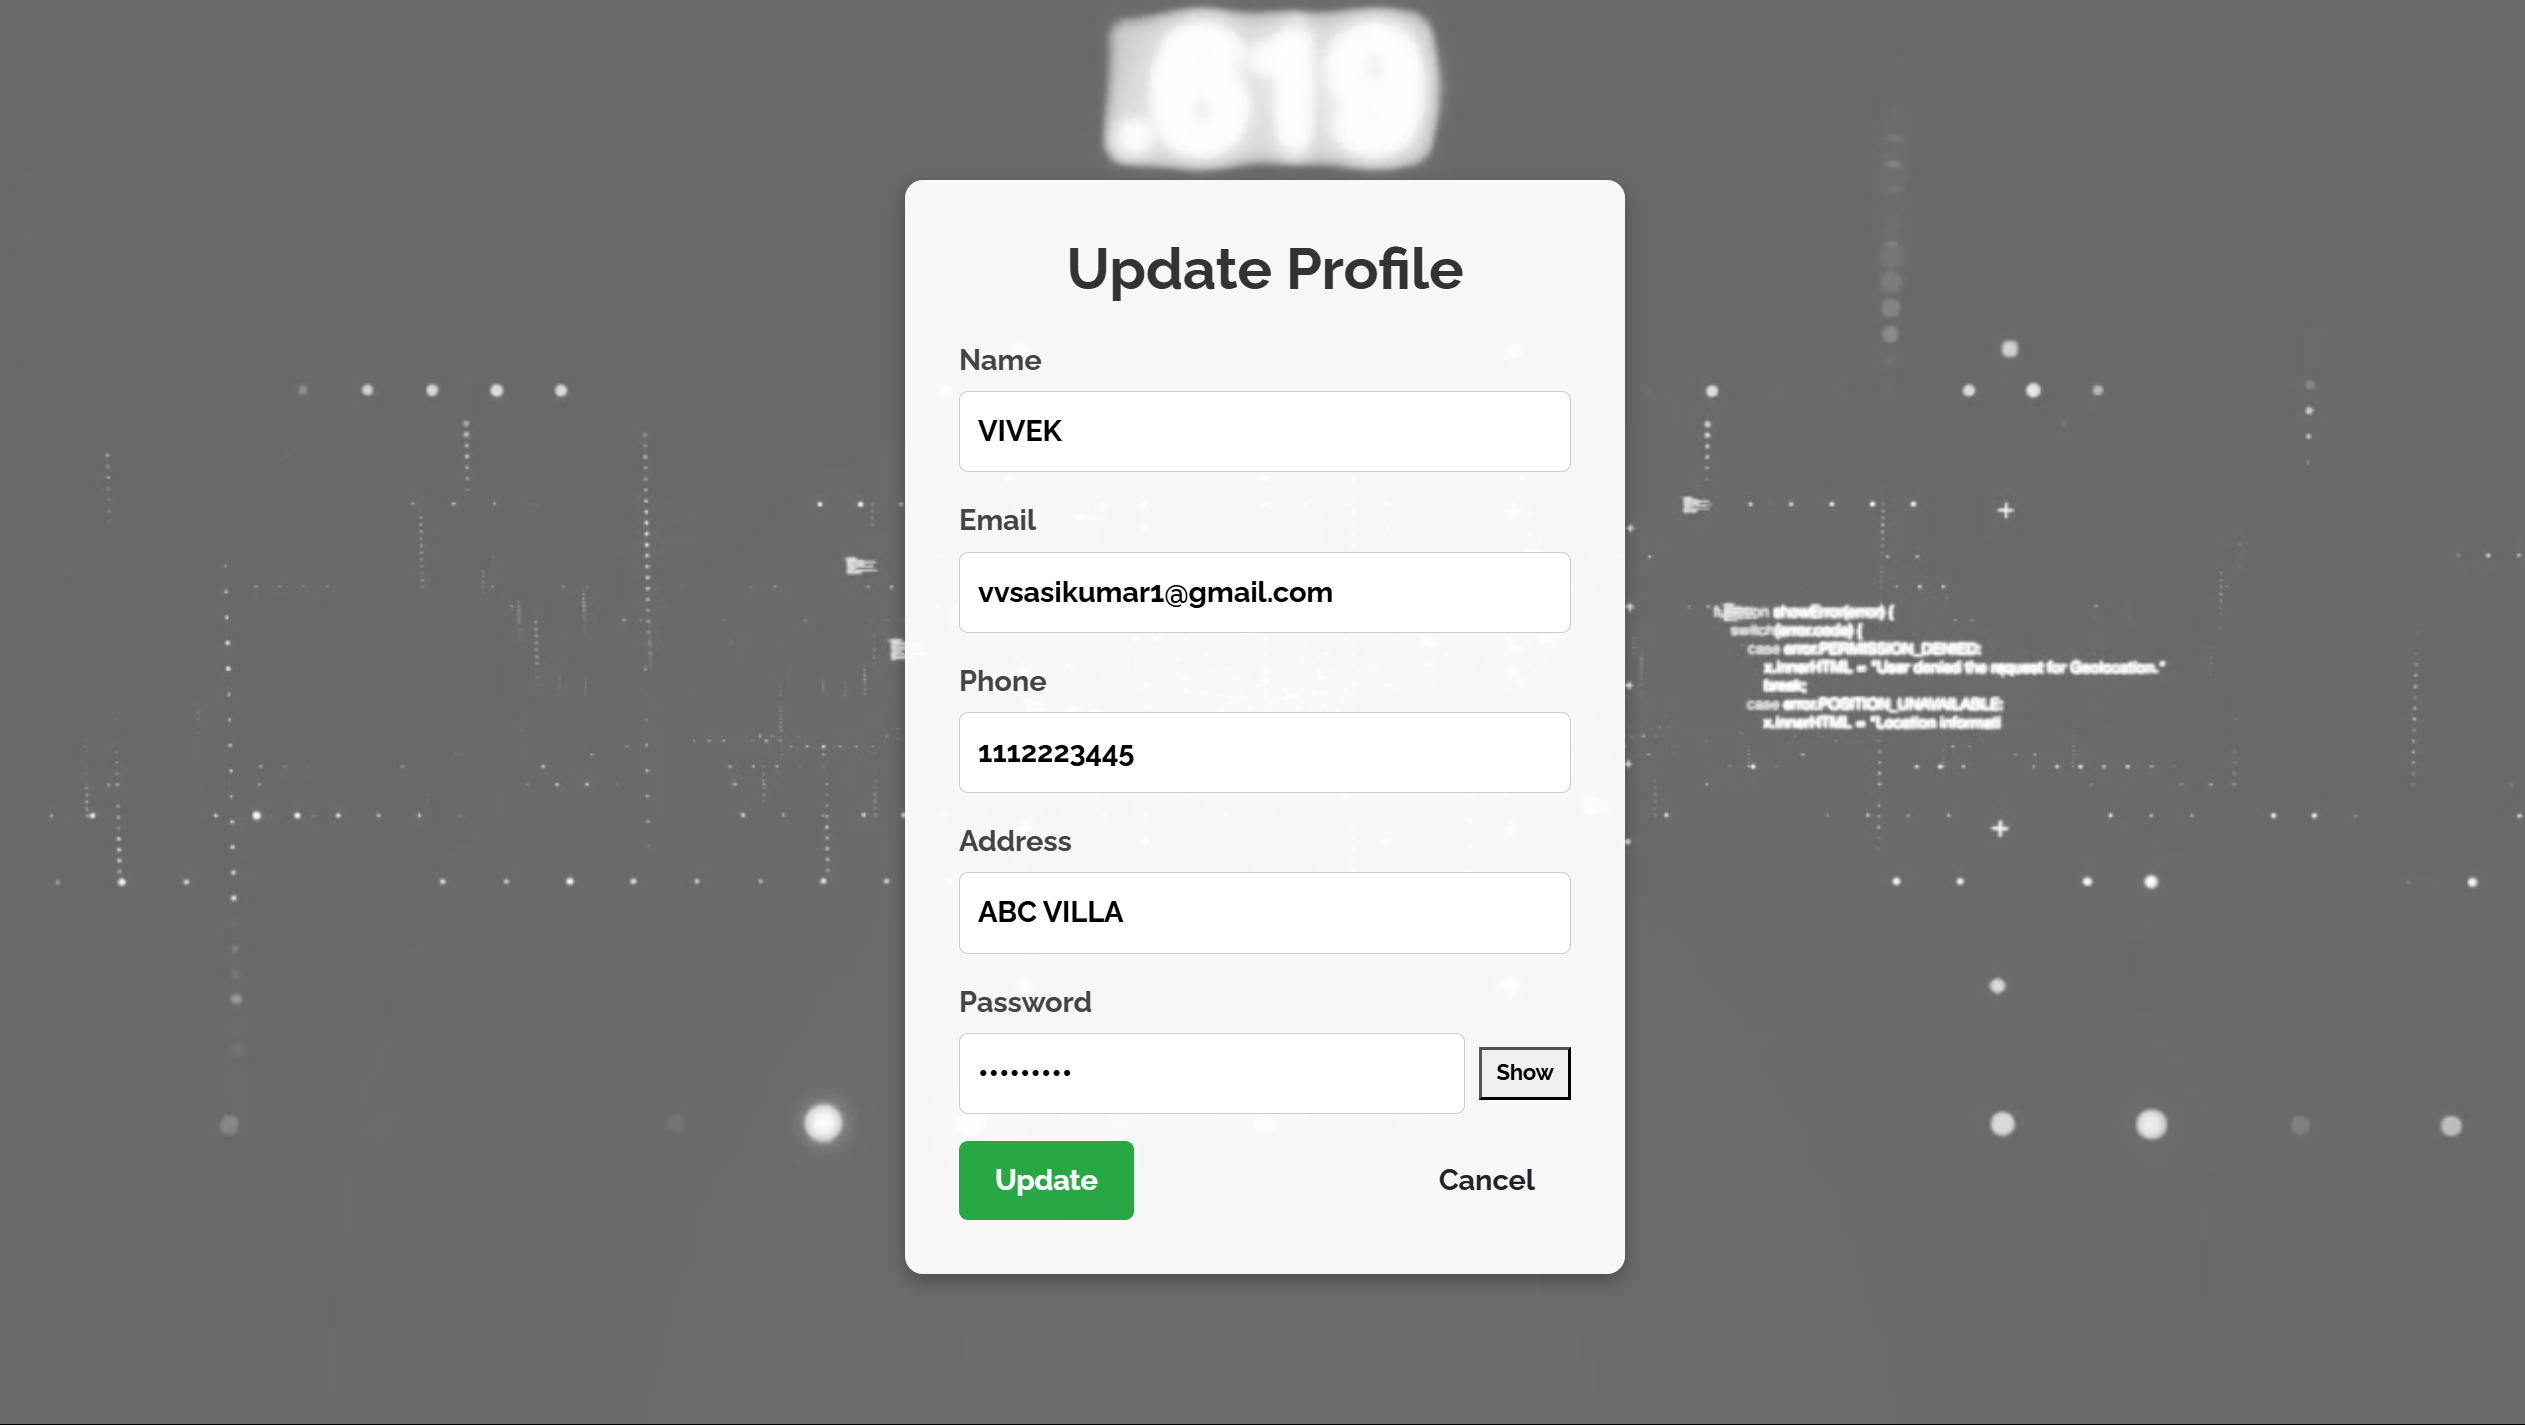 .619
Update Profile
Name
VIVEK
Email
vvsasikumar1@gmail.com
Phone
1112223445
Address
ABC VILLA
Password
•••••••••
Show
Update
Cancel
showError(error) {
switch(error.code) {
case error.PERMISSION_DENIED:
x.innerHTML = "User denied the request for Geolocation."
break;
case error.POSITION_UNAVAILABLE:
x.innerHTML = "Location informati